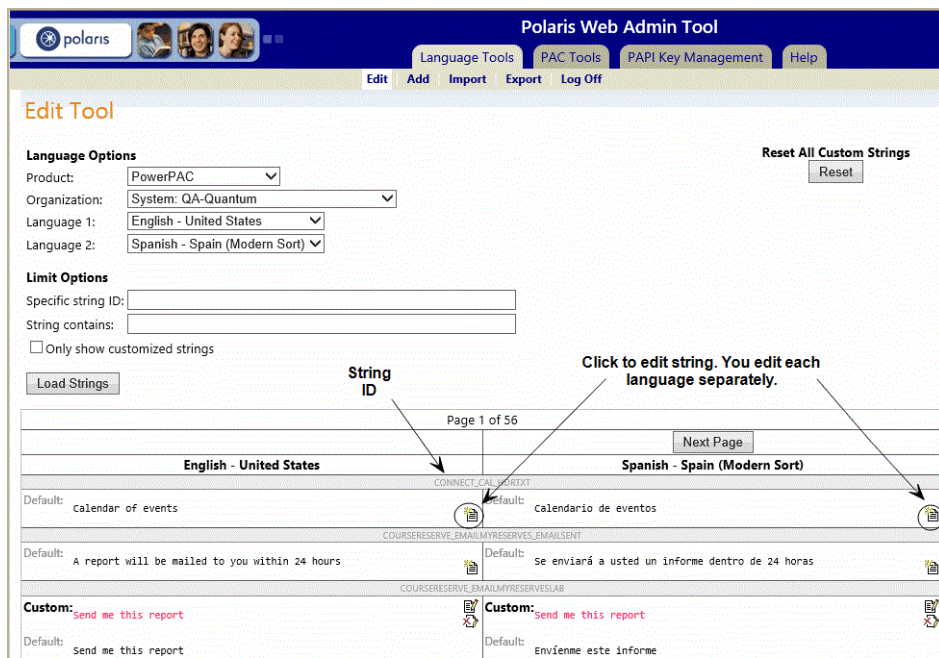 polaris
Polaris Web Admin Tool
Language Tools PAC Tools PAPI Key Management Help
Edit Add Import Export Log Off
Edit Tool
Language Options
Reset All Custom Strings
Product: PowerPAC
Reset
Organization: System: QA-Quantum
Language 1: English - United States
Language 2: Spanish - Spain (Modern Sort)
Limit Options
Specific string ID:
String contains:
Only show customized strings
Load Strings
String
ID
Click to edit string. You edit each
language separately.
Page 1 of 56
Next Page
English - United States Spanish - Spain (Modern Sort)
CONNECT_CAL_HDRTXT
Default: Calendar of events Default: Calendario de eventos
COURSERESERVE_EMAILMYRESERVES_EMAILSENT
Default: A report will be mailed to you within 24 hours Default: Se enviará a usted un informe dentro de 24 horas
COURSERESERVE_EMAILMYRESERVESLAB
Custom: Send me this report Custom: Send me this report
Default: Send me this report Default: Envíenme este informe